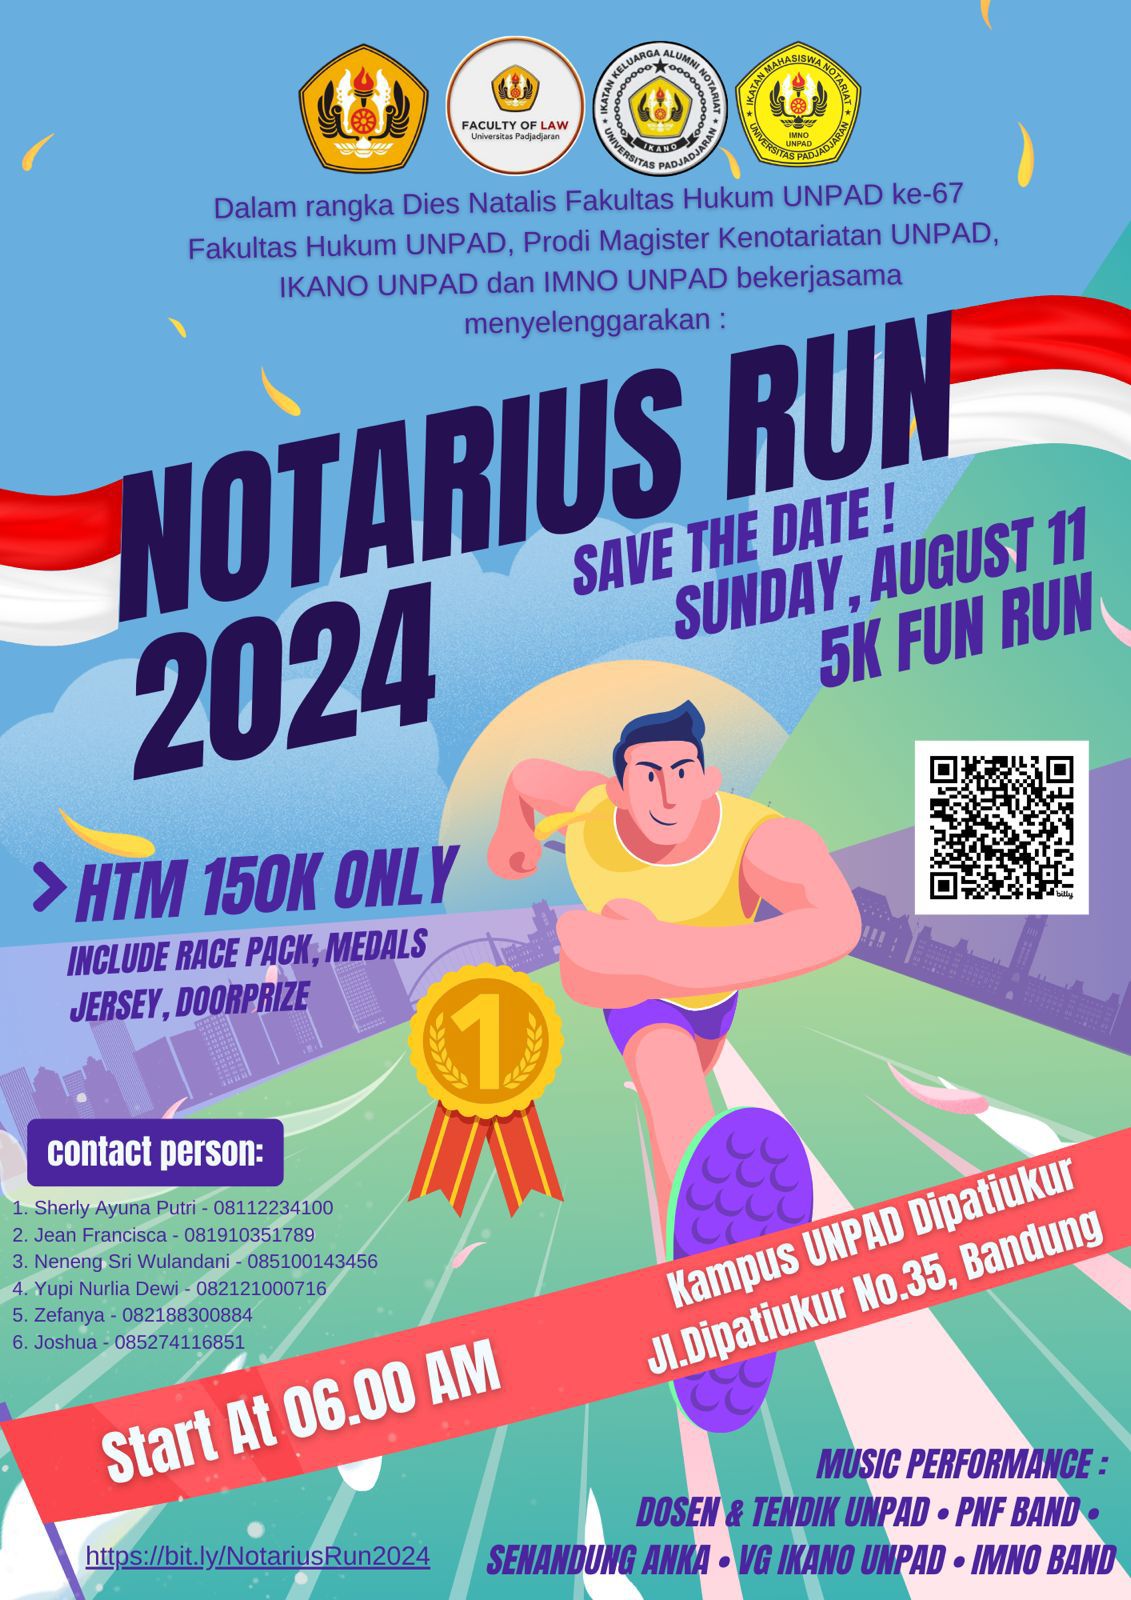 FACULTY OF LAW
Universitas Padjadjaran
IKATAN KELUARGA ALUMNI NOTARIAT
IKANO
UNIVERSITAS PADJADJARAN
IKATAN MAHASISWA NOTARIAT
IMNO
UNPAD
UNIVERSITAS PADJADJARAN
Dalam rangka Dies Natalis Fakultas Hukum UNPAD ke-67
Fakultas Hukum UNPAD, Prodi Magister Kenotariatan UNPAD,
IKANO UNPAD dan IMNO UNPAD bekerjasama
menyelenggarakan :
NOTARIUS RUN
2024
SAVE THE DATE !
SUNDAY, AUGUST 11
5K FUN RUN
bitly
HTM 150K ONLY
INCLUDE RACE PACK, MEDALS
JERSEY, DOORPRIZE
1
contact person:
1. Sherly Ayuna Putri - 08112234100
2. Jean Francisca - 081910351789
3. Neneng Sri Wulandani - 085100143456
4. Yupi Nurlia Dewi - 082121000716
5. Zefanya - 082188300884
6. Joshua - 085274116851
Kampus UNPAD Dipatiukur
Jl.Dipatiukur No.35, Bandung
Start At 06.00 AM
MUSIC PERFORMANCE :
DOSEN & TENDIK UNPAD • PNF BAND •
SENANDUNG ANKA • VG IKANO UNPAD • IMNO BAND
https://bit.ly/NotariusRun2024